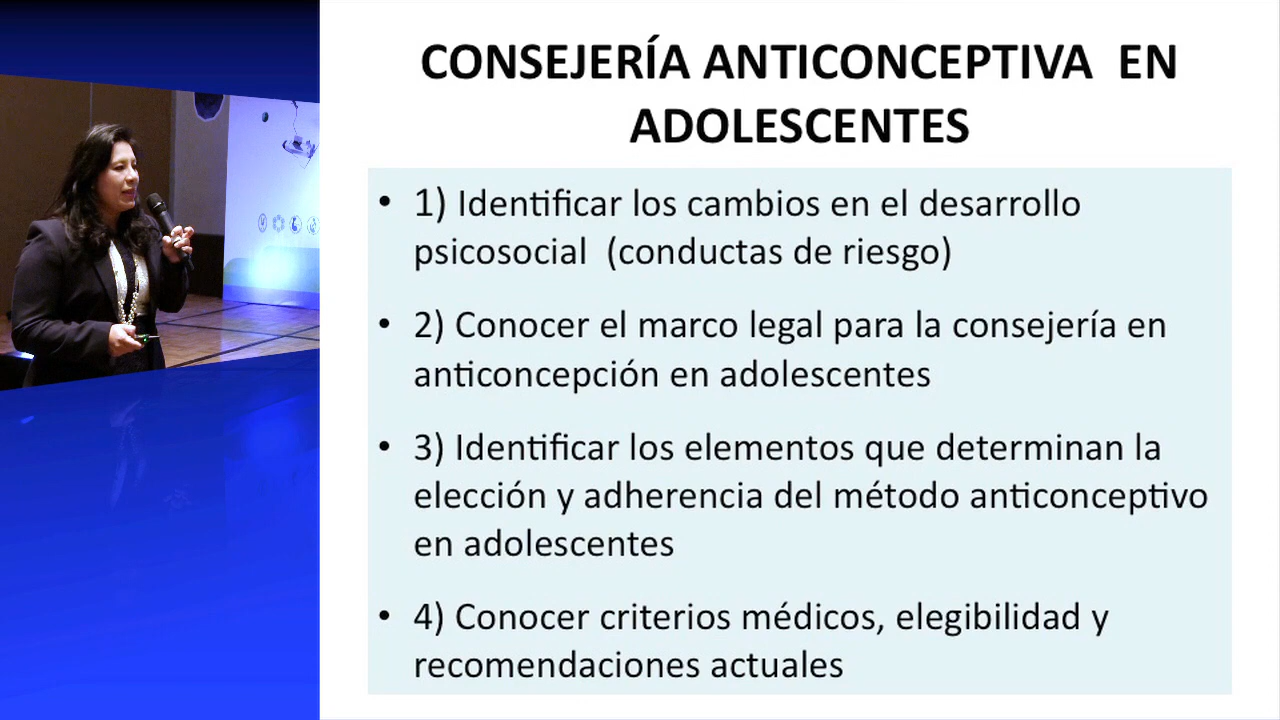 CONSEJERÍA ANTICONCEPTIVA EN
ADOLESCENTES
• 1) Identificar los cambios en el desarrollo
psicosocial (conductas de riesgo)
• 2) Conocer el marco legal para la consejería en
anticoncepción en adolescentes
• 3) Identificar los elementos que determinan la
elección y adherencia del método anticonceptivo
en adolescentes
• 4) Conocer criterios médicos, elegibilidad y
recomendaciones actuales